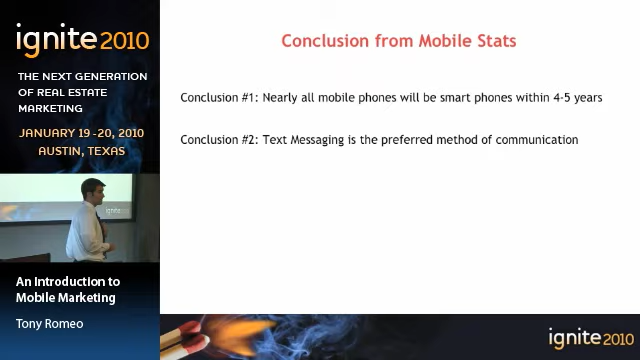 ignite2010
THE NEXT GENERATION
OF REAL ESTATE
MARKETING
JANUARY 19-20, 2010
AUSTIN, TEXAS
An Introduction to
Mobile Marketing
Tony Romeo
Conclusion from Mobile Stats
Conclusion #1: Nearly all mobile phones will be smart phones within 4-5 years
Conclusion #2: Text Messaging is the preferred method of communication
ignite2010
ignite